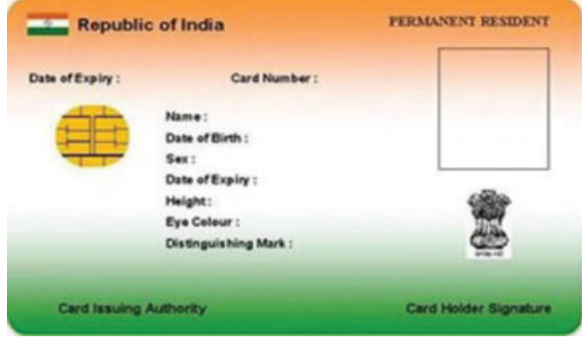 Republic of India
PERMANENT RESIDENT
Date of Expiry :
Card Number :
Name :
Date of Birth :
Sex :
Date of Expiry :
Height :
Eye Colour :
Distinguishing Mark :
Card Issuing Authority
Card Holder Signature